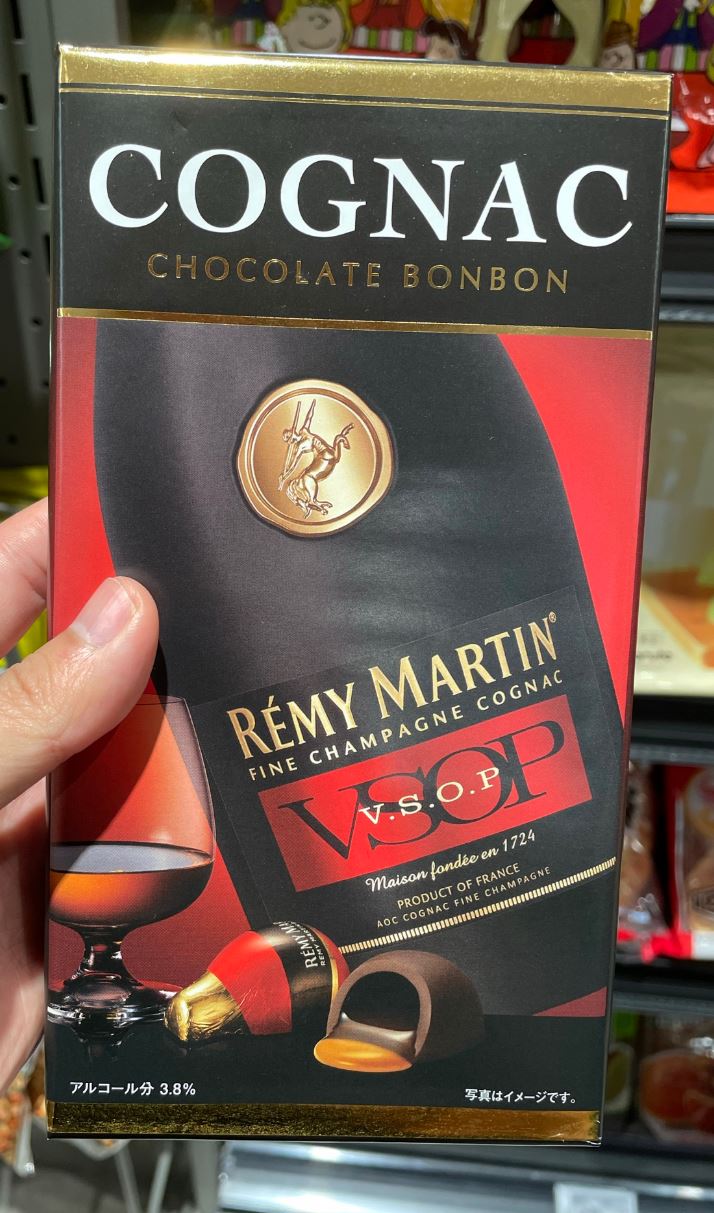 COGNAC
CHOCOLATE BONBON
RÉMY MARTIN®
FINE CHAMPAGNE COGNAC
VSOP
V.S.O.P
Maison fondée en 1724
PRODUCT OF FRANCE
AOC COGNAC FINE CHAMPAGNE
アルコール分 3.8%
写真はイメージです。